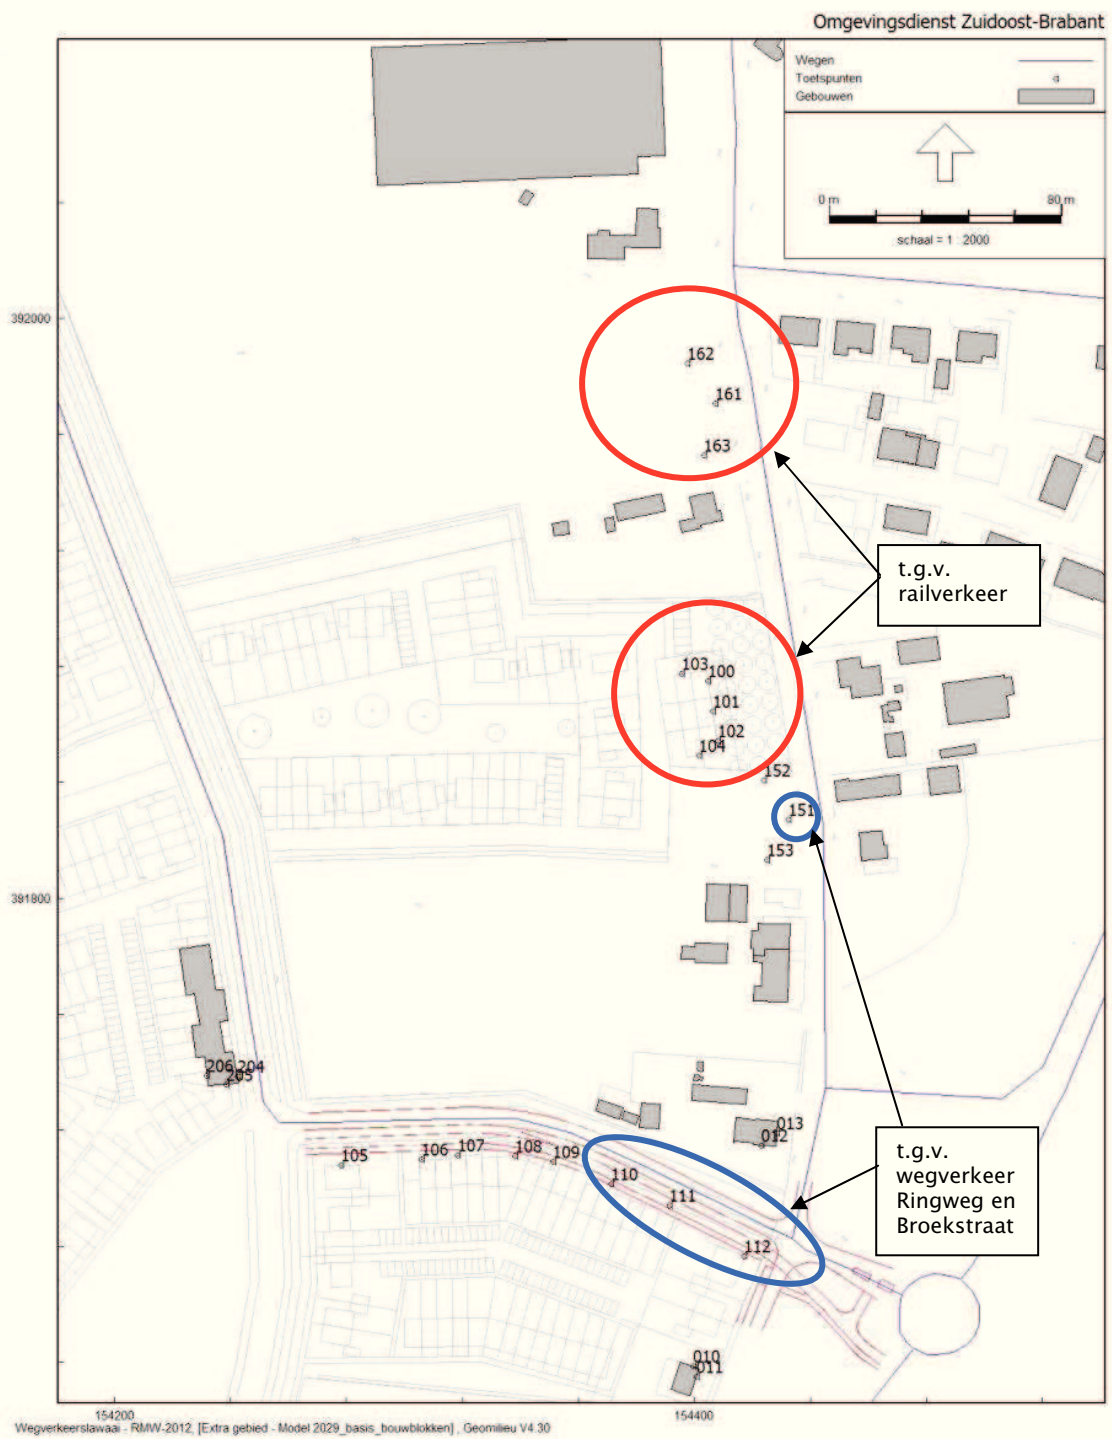 Omgevingsdienst Zuidoost-Brabant
Wegen
Toetspunten
Gebouwen
0 m 80 m
schaal = 1 : 2000
392000
162
161
163
t.g.v.
railverkeer
103
100
101
102
104
152
151
153
391800
206
204
205
013
012
105
106
107
108
109
110
111
112
t.g.v.
wegverkeer
Ringweg en
Broekstraat
010
011
154200
154400
Wegverkeerslawaai - RMW-2012, [Extra gebied - Model 2029_basis_bouwblokken] , Geomilieu V4.30